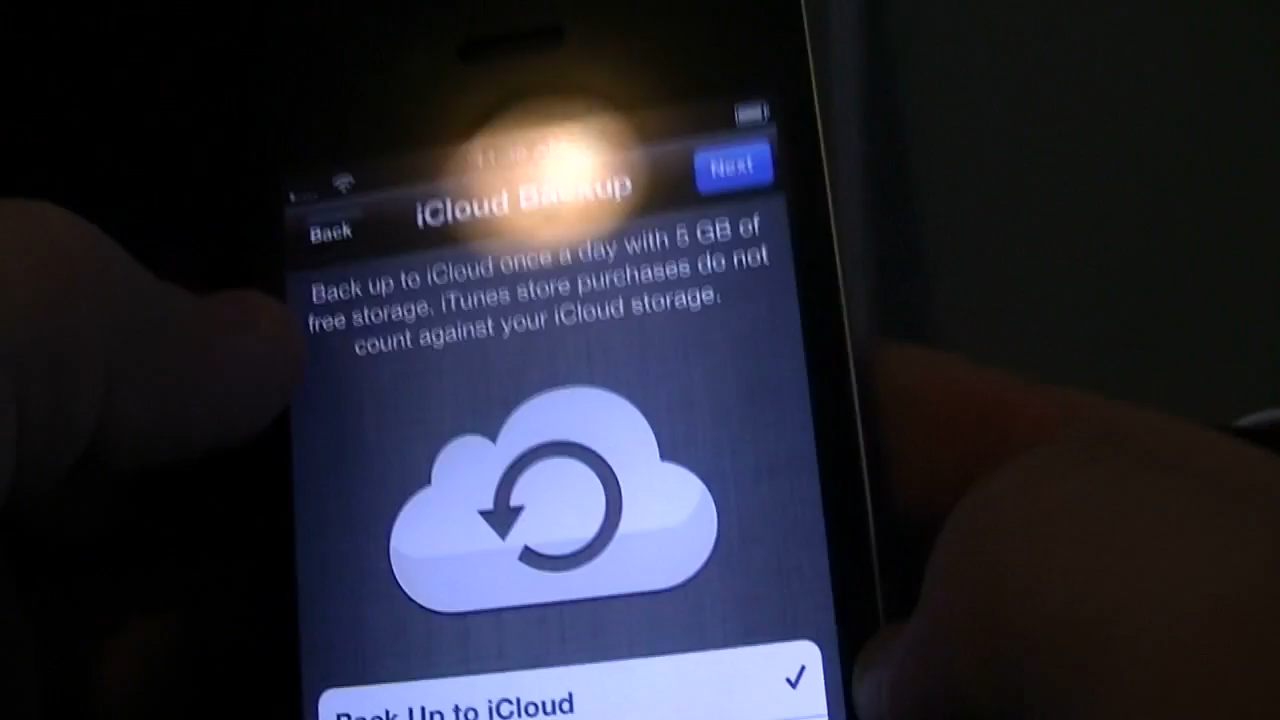 iCloud Backup
Next
Back
Back up to iCloud once a day with 5 GB of
free storage. iTunes store purchases do not
count against your iCloud storage.
Back Up to iCloud